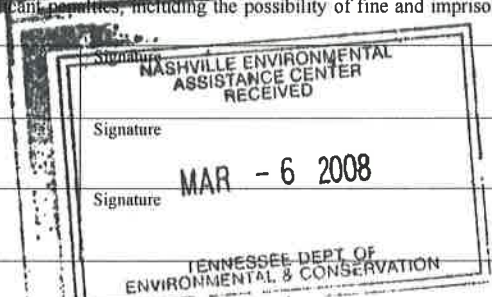 penalties, including the possibility of fine and
Signature
NASHVILLE ENVIRONMENTAL
ASSISTANCE CENTER
RECEIVED
Signature
MAR - 6 2008
Signature
TENNESSEE DEPT. OF
ENVIRONMENTAL & CONSERVATION